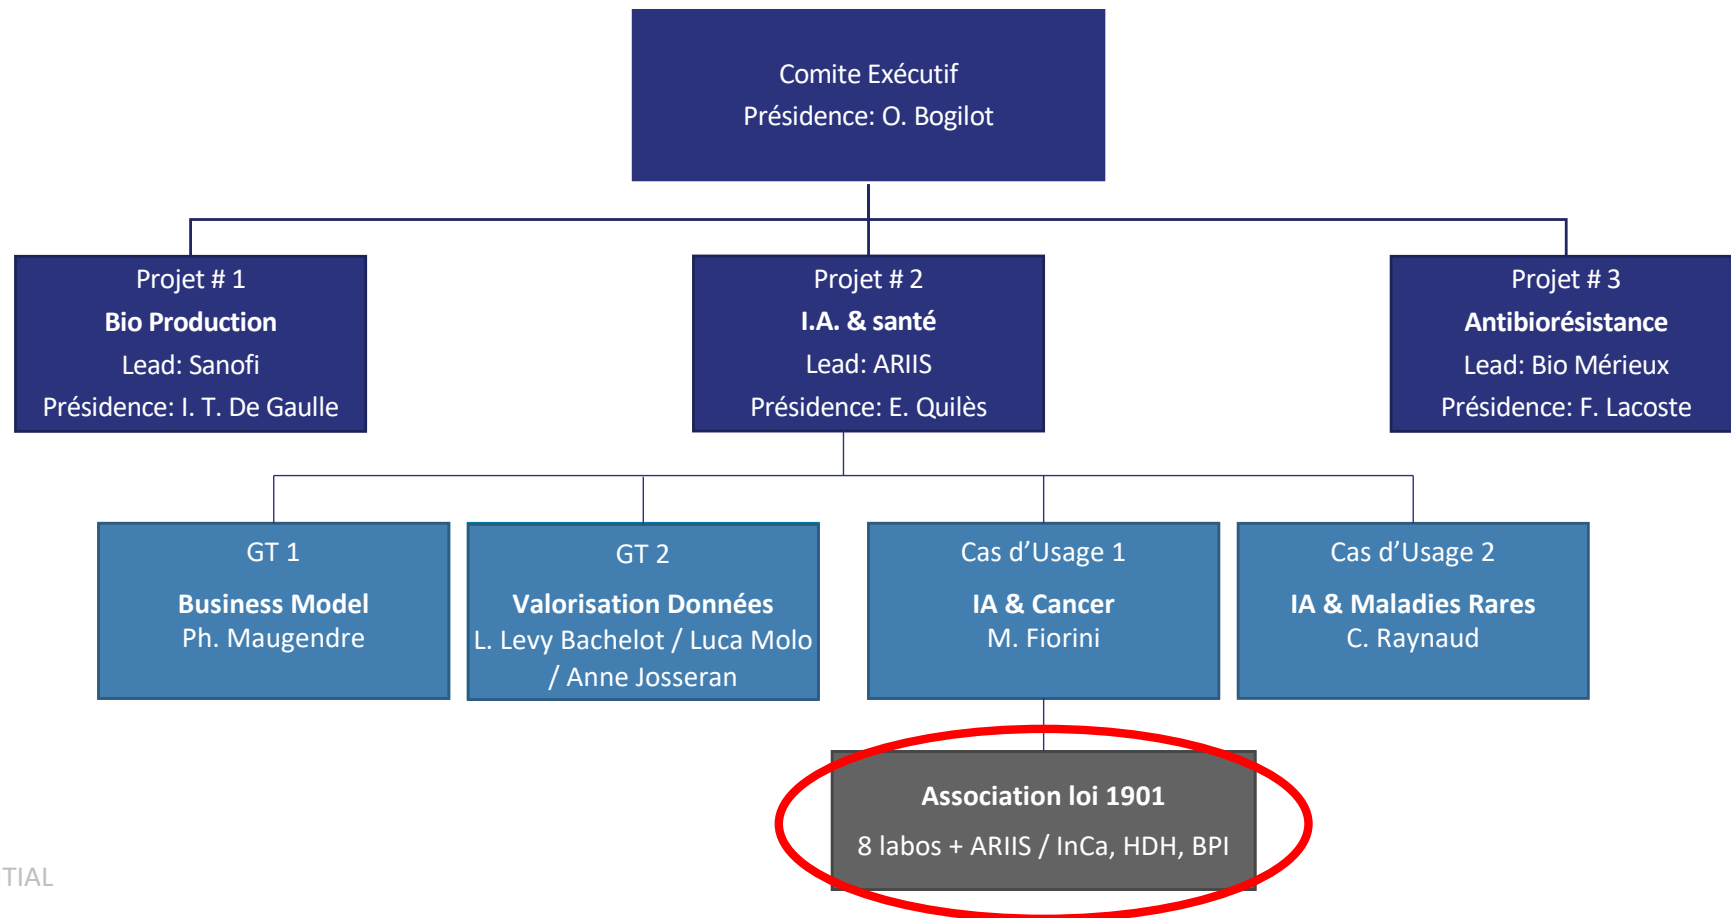 Comite Exécutif
Présidence: O. Bogilot
Projet # 1
Bio Production
Lead: Sanofi
Présidence: I. T. De Gaulle
Projet # 2
I.A. & santé
Lead: ARIIS
Présidence: E. Quilès
Projet # 3
Antibiorésistance
Lead: Bio Mérieux
Présidence: F. Lacoste
GT 1
Business Model
Ph. Maugendre
GT 2
Valorisation Données
L. Levy Bachelot / Luca Molo
/ Anne Josseran
Cas d’Usage 1
IA & Cancer
M. Fiorini
Cas d’Usage 2
IA & Maladies Rares
C. Raynaud
Association loi 1901
8 labos + ARIIS / InCa, HDH, BPI
TIAL